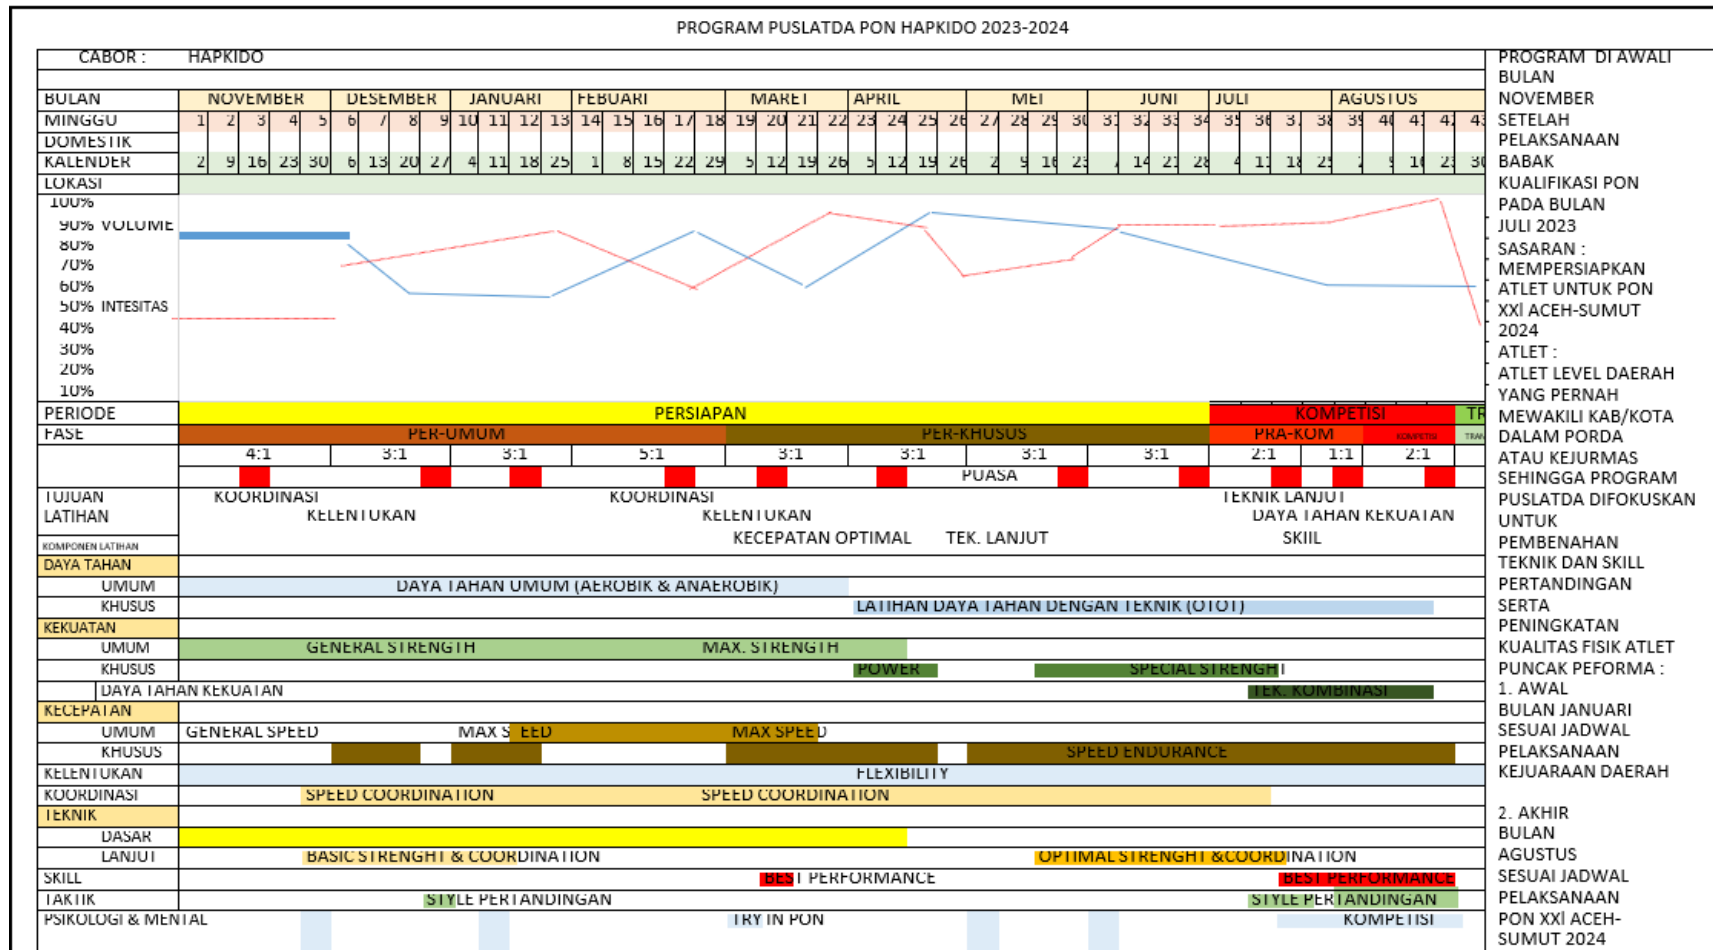 PROGRAM PUSLATDA PON HAPKIDO 2023-2024
CABOR : HAPKIDO
BULAN NOVEMBER DESEMBER JANUARI FEBUARI MARET APRIL MEI JUNI JULI AGUSTUS
MINGGU 1 2 3 4 5 6 7 8 9 10 11 12 13 14 15 16 17 18 19 20 21 22 23 24 25 26 27 28 29 30 31 32 33 34 35 36 37 38 39 40 41 42 43
DOMESTIK
KALENDER 2 9 16 23 30 6 13 20 27 4 11 18 25 1 8 15 22 29 5 12 19 26 5 12 19 26 2 9 16 23 7 14 21 28 4 11 18 25 2 9 16 23 30
LOKASI
100%
90% VOLUME
80%
70%
60%
50% INTESITAS
40%
30%
20%
10%
PERIODE PERSIAPAN KOMPETISI TR
FASE PER-UMUM PER-KHUSUS PRA-KOM KOMPETISI TRAN
4:1 3:1 3:1 5:1 3:1 3:1 3:1 3:1 2:1 1:1 2:1
PUASA
TUJUAN KOORDINASI KOORDINASI TEKNIK LANJUT
LATIHAN KELENTUKAN KELENTUKAN DAYA TAHAN KEKUATAN
KECEPATAN OPTIMAL TEK. LANJUT SKIIL
KOMPONEN LATIHAN
DAYA TAHAN
UMUM DAYA TAHAN UMUM (AEROBIK & ANAEROBIK)
KHUSUS LATIHAN DAYA TAHAN DENGAN TEKNIK (OTOT)
KEKUATAN
UMUM GENERAL STRENGTH MAX. STRENGTH
KHUSUS POWER SPECIAL STRENGHT
DAYA TAHAN KEKUATAN TEK. KOMBINASI
KECEPATAN
UMUM GENERAL SPEED MAX SPEED MAX SPEED
KHUSUS SPEED ENDURANCE
KELENTUKAN FLEXIBILITY
KOORDINASI SPEED COORDINATION SPEED COORDINATION
TEKNIK
DASAR
LANJUT BASIC STRENGHT & COORDINATION OPTIMAL STRENGHT &COORDINATION
SKILL BEST PERFORMANCE BEST PERFORMANCE
TAKTIK STYLE PERTANDINGAN STYLE PERTANDINGAN
PSIKOLOGI & MENTAL TRY IN PON KOMPETISI
PROGRAM DI AWALI
BULAN
NOVEMBER
SETELAH
PELAKSANAAN
BABAK
KUALIFIKASI PON
PADA BULAN
JULI 2023
SASARAN :
MEMPERSIAPKAN
ATLET UNTUK PON
XXl ACEH-SUMUT
2024
ATLET :
ATLET LEVEL DAERAH
YANG PERNAH
MEWAKILI KAB/KOTA
DALAM PORDA
ATAU KEJURMAS
SEHINGGA PROGRAM
PUSLATDA DIFOKUSKAN
UNTUK
PEMBENAHAN
TEKNIK DAN SKILL
PERTANDINGAN
SERTA
PENINGKATAN
KUALITAS FISIK ATLET
PUNCAK PEFORMA :
1. AWAL
BULAN JANUARI
SESUAI JADWAL
PELAKSANAAN
KEJUARAAN DAERAH
2. AKHIR
BULAN
AGUSTUS
SESUAI JADWAL
PELAKSANAAN
PON XXl ACEH-
SUMUT 2024